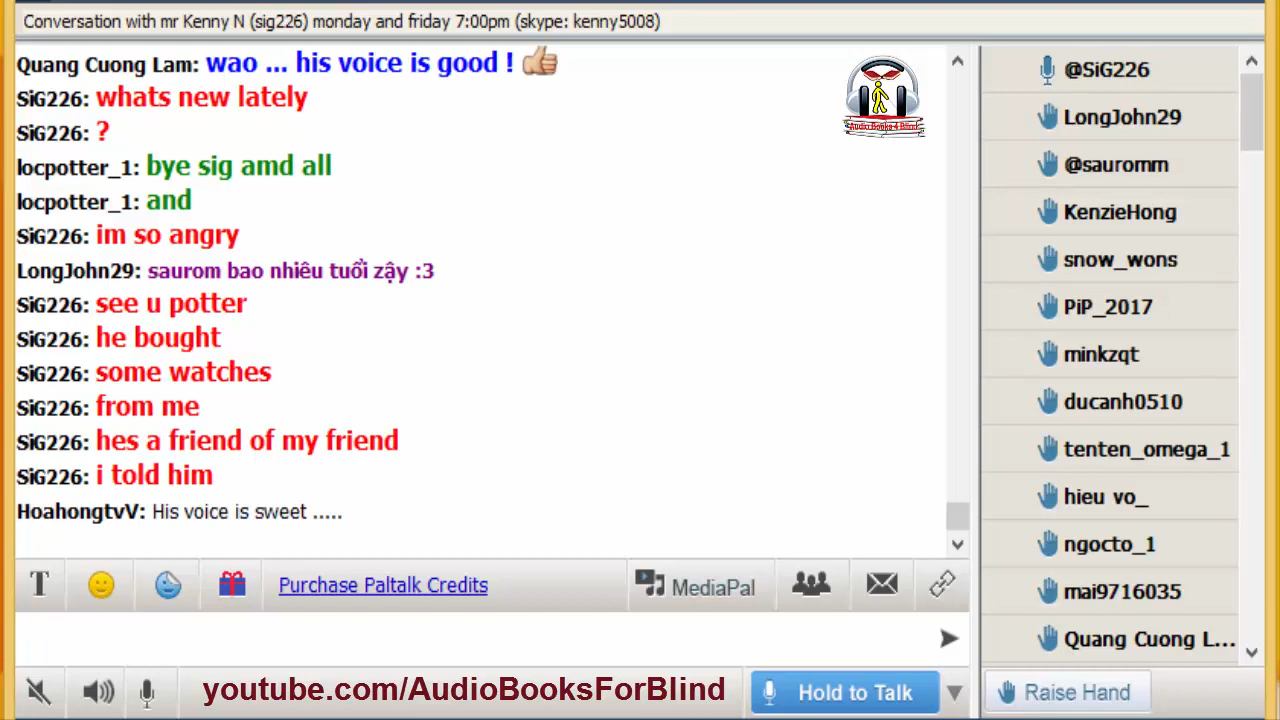 Conversation with mr Kenny N (sig226) monday and friday 7:00pm (skype: kenny5008)
Quang Cuong Lam: wao ... his voice is good !
SiG226: whats new lately
SiG226: ?
locpotter_1: bye sig amd all
locpotter_1: and
SiG226: im so angry
LongJohn29: saurom bao nhiêu tuổi zậy :3
SiG226: see u potter
SiG226: he bought
SiG226: some watches
SiG226: from me
SiG226: hes a friend of my friend
SiG226: i told him
HoahongtvV: His voice is sweet .....
Audio Books 4 Blind
@SiG226
LongJohn29
@sauromm
KenzieHong
snow_wons
PiP_2017
minkzqt
ducanh0510
tenten_omega_1
hieu vo_
ngocto_1
mai9716035
Quang Cuong L...
T
Purchase Paltalk Credits
MediaPal
youtube.com/AudioBooksForBlind
Hold to Talk
Raise Hand